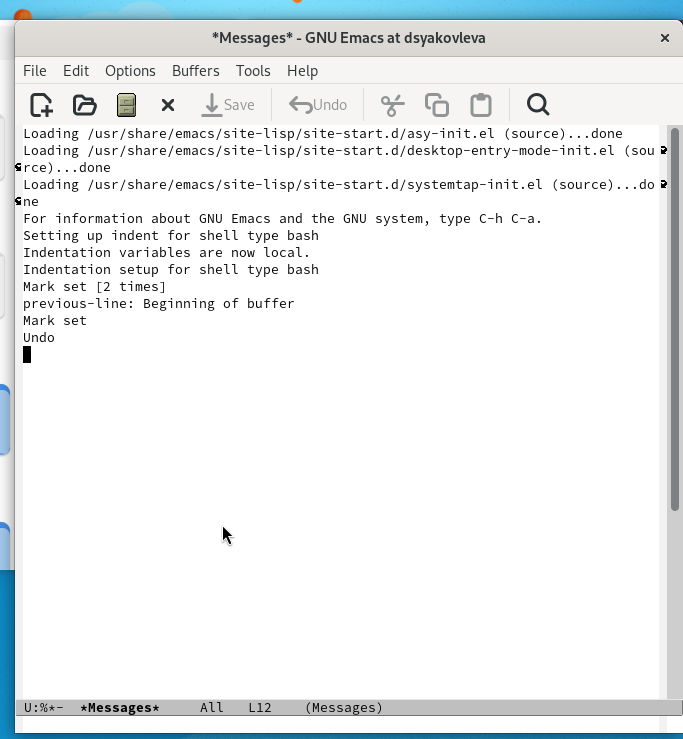 *Messages* - GNU Emacs at dsyakovleva
File Edit Options Buffers Tools Help
Save Undo
Loading /usr/share/emacs/site-lisp/site-start.d/asy-init.el (source)...done
Loading /usr/share/emacs/site-lisp/site-start.d/desktop-entry-mode-init.el (sou
rce)...done
Loading /usr/share/emacs/site-lisp/site-start.d/systemtap-init.el (source)...do
ne
For information about GNU Emacs and the GNU system, type C-h C-a.
Setting up indent for shell type bash
Indentation variables are now local.
Indentation setup for shell type bash
Mark set [2 times]
previous-line: Beginning of buffer
Mark set
Undo
U:%*- *Messages* All L12 (Messages)